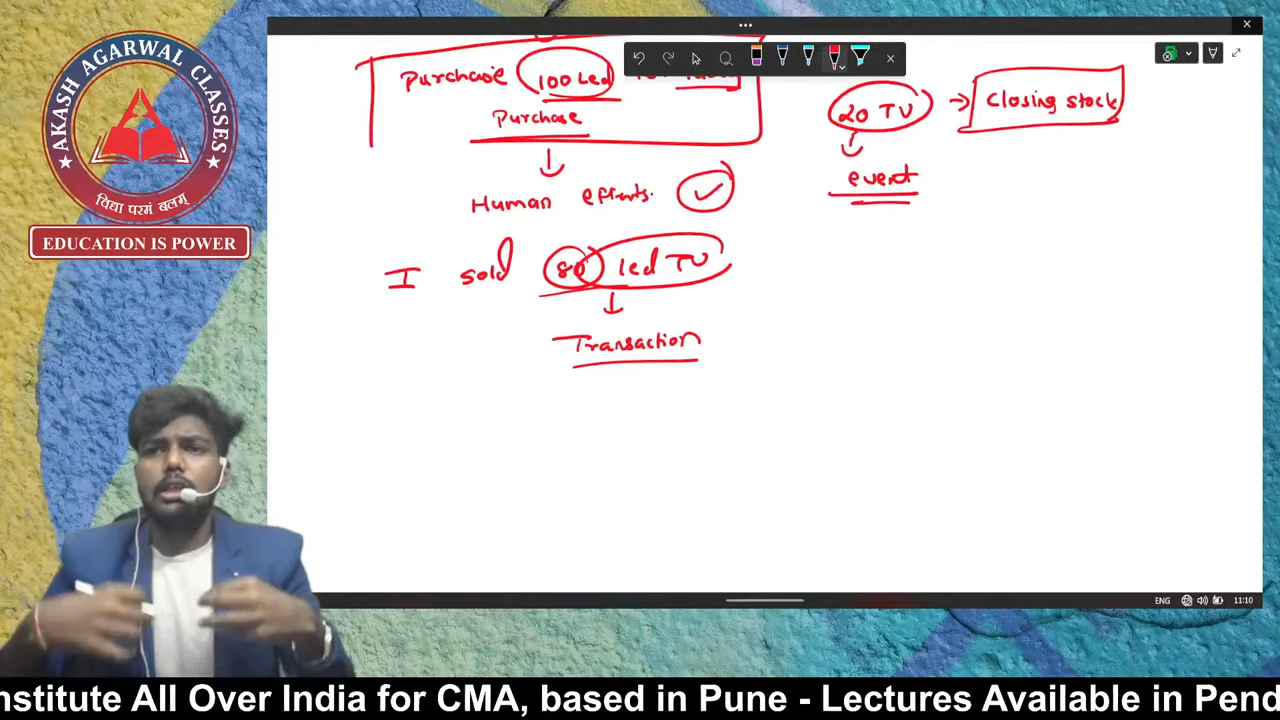 AKASH AGARWAL CLASSES
विद्या परमं बलम्
EDUCATION IS POWER
Purchase 100 Led
Purchase
Human efforts.
I sold 80 led TV
Transaction
20 TV → Closing stock
event
ENG 11:10
nstitute All Over India for CMA, based in Pune - Lectures Available in Pend